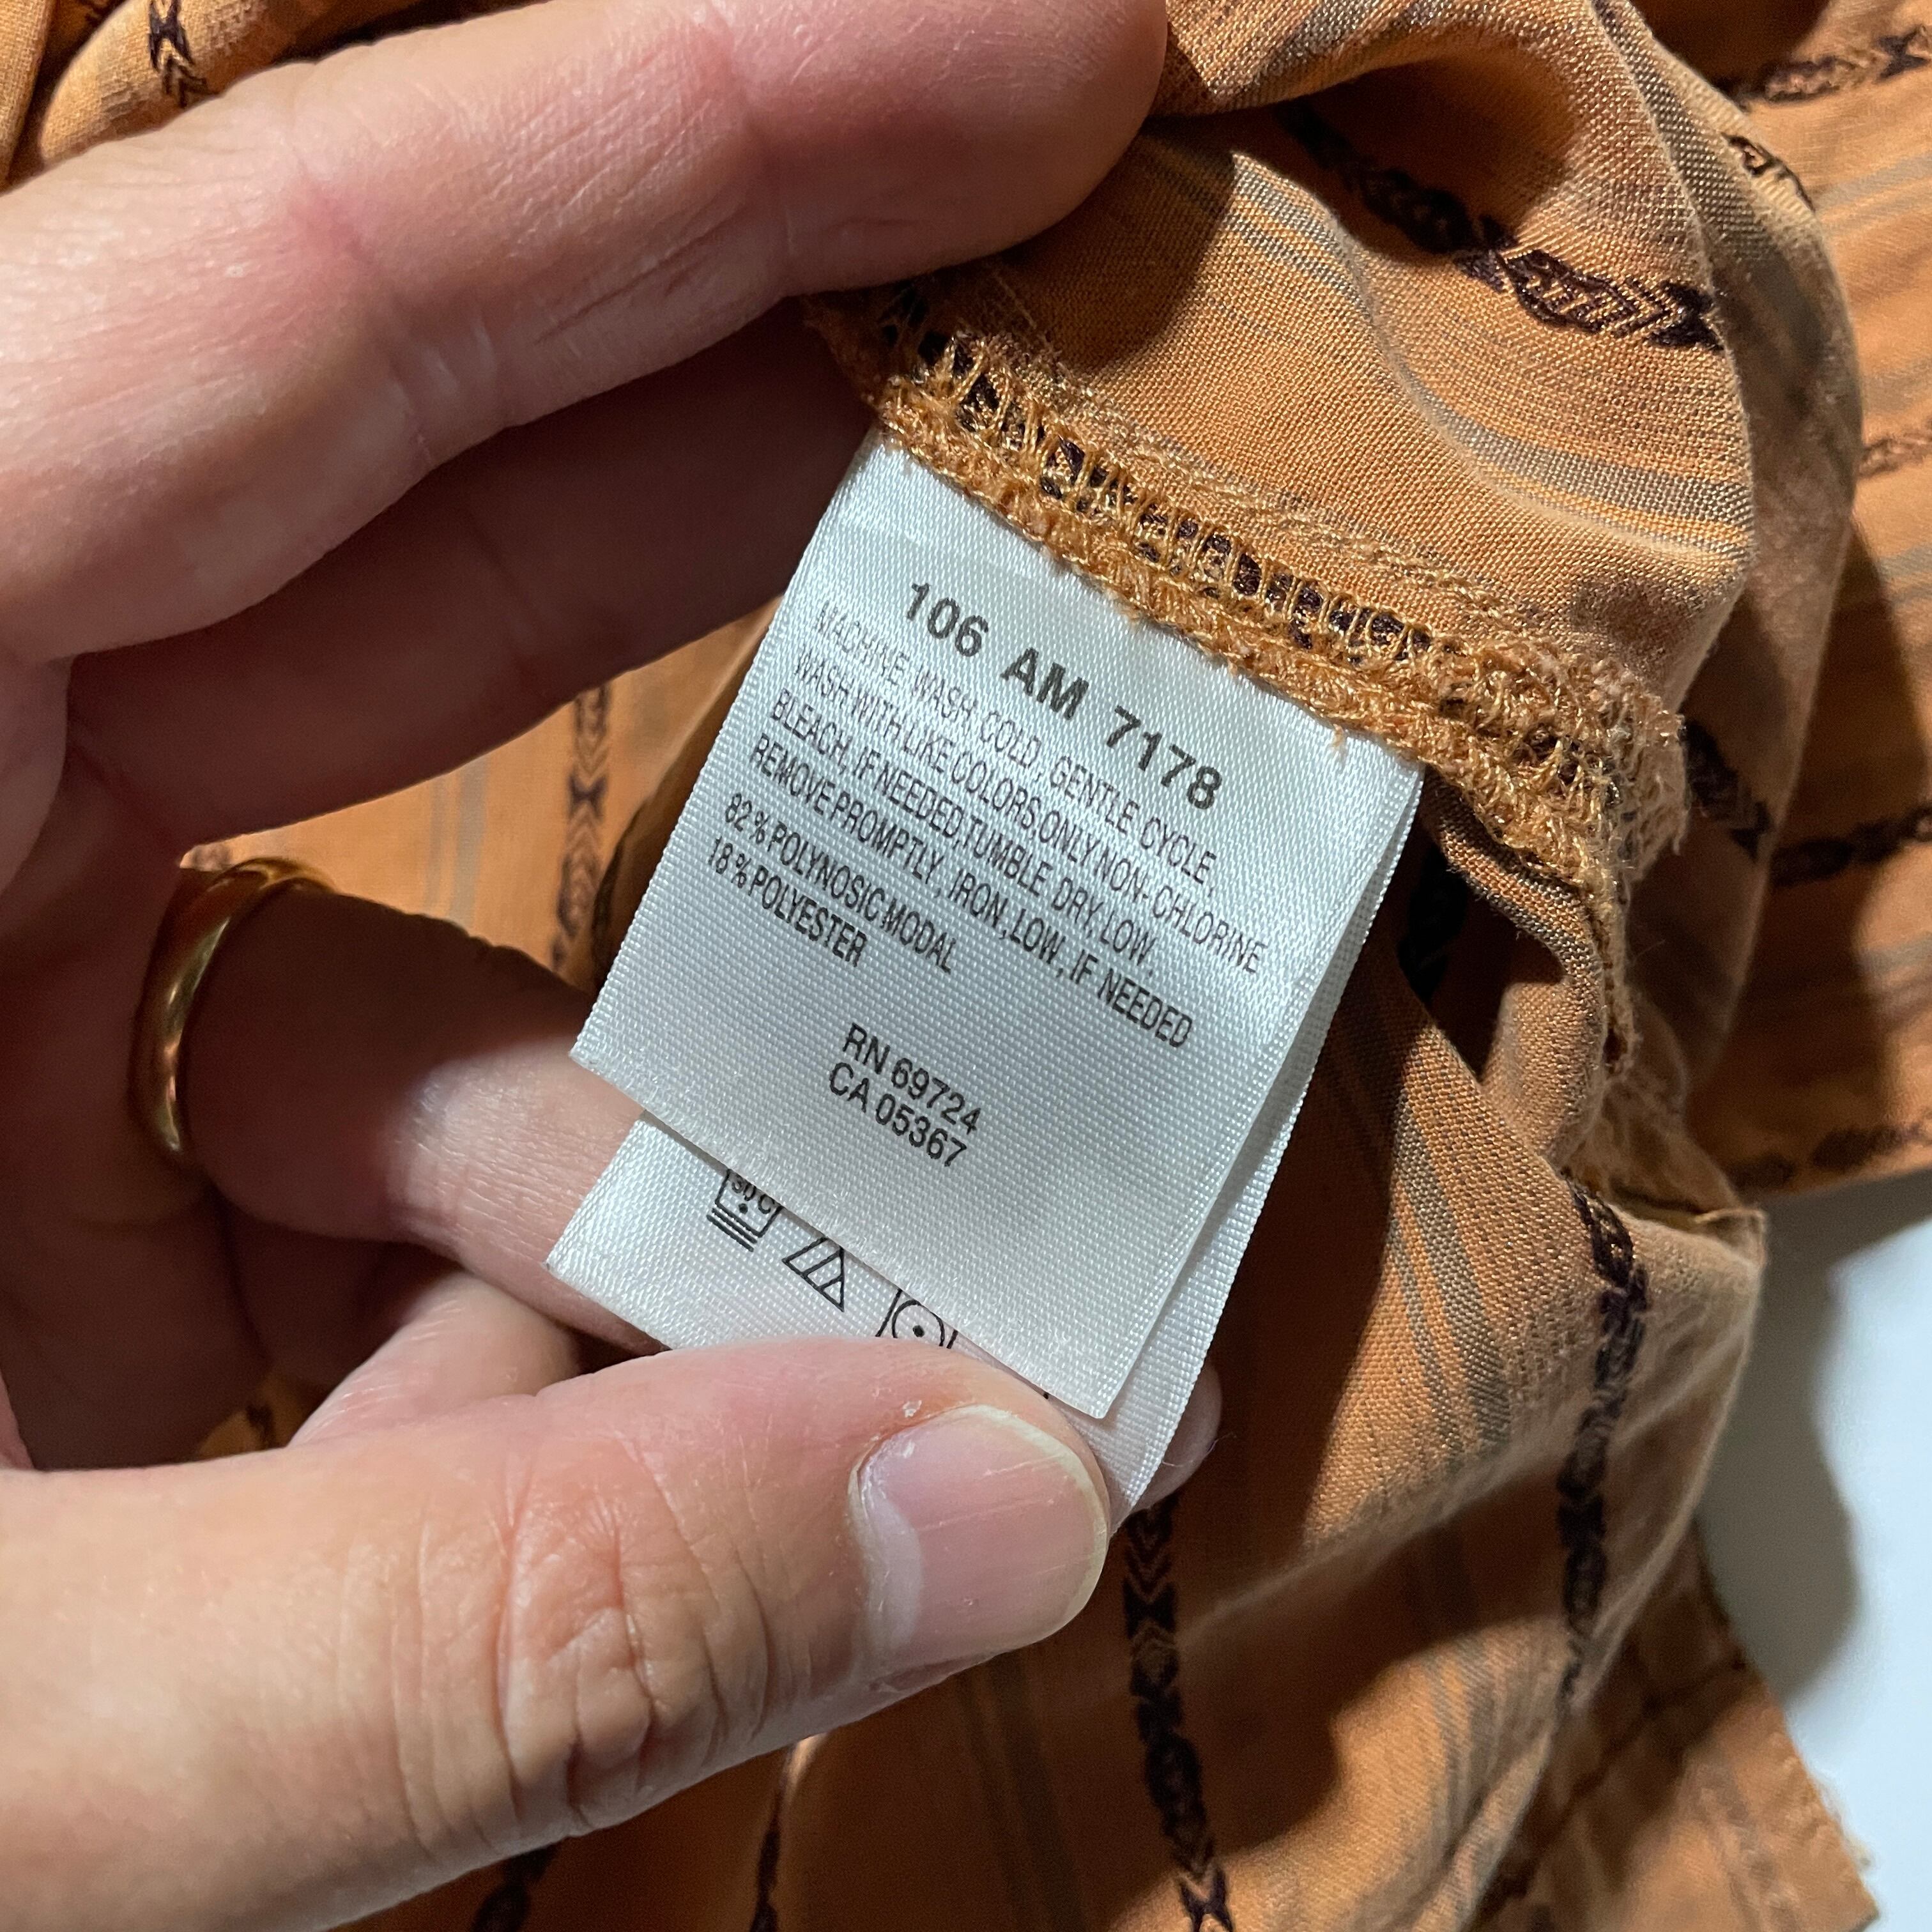 106 AM 7178
MACHINE WASH COLD, GENTLE CYCLE,
WASH WITH LIKE COLORS,ONLY NON-CHLORINE
BLEACH, IF NEEDED,TUMBLE DRY, LOW,
REMOVE PROMPTLY, IRON,LOW, IF NEEDED
82%POLYNOSIC MODAL
18%POLYESTER
RN 69724
CA 05367
30°C